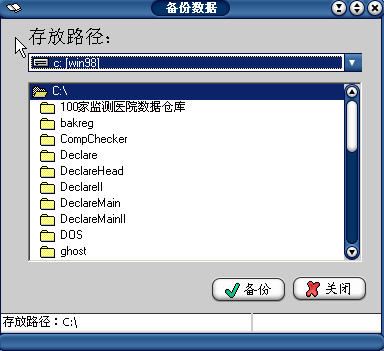 备份数据
存放路径：
c: [win98]
C:\
100家监测医院数据仓库
bakreg
CompChecker
Declare
DeclareHead
DeclareII
DeclareMain
DeclareMainII
DOS
ghost
备份
关闭
存放路径：C:\